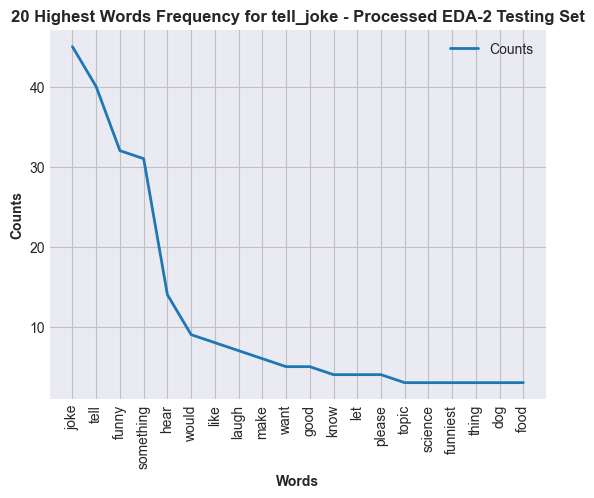 20 Highest Words Frequency for tell_joke - Processed EDA-2 Testing Set
Counts
40
30
20
10
Counts
joke
tell
funny
something
hear
would
like
laugh
make
want
good
know
let
please
topic
science
funniest
thing
dog
food
Words